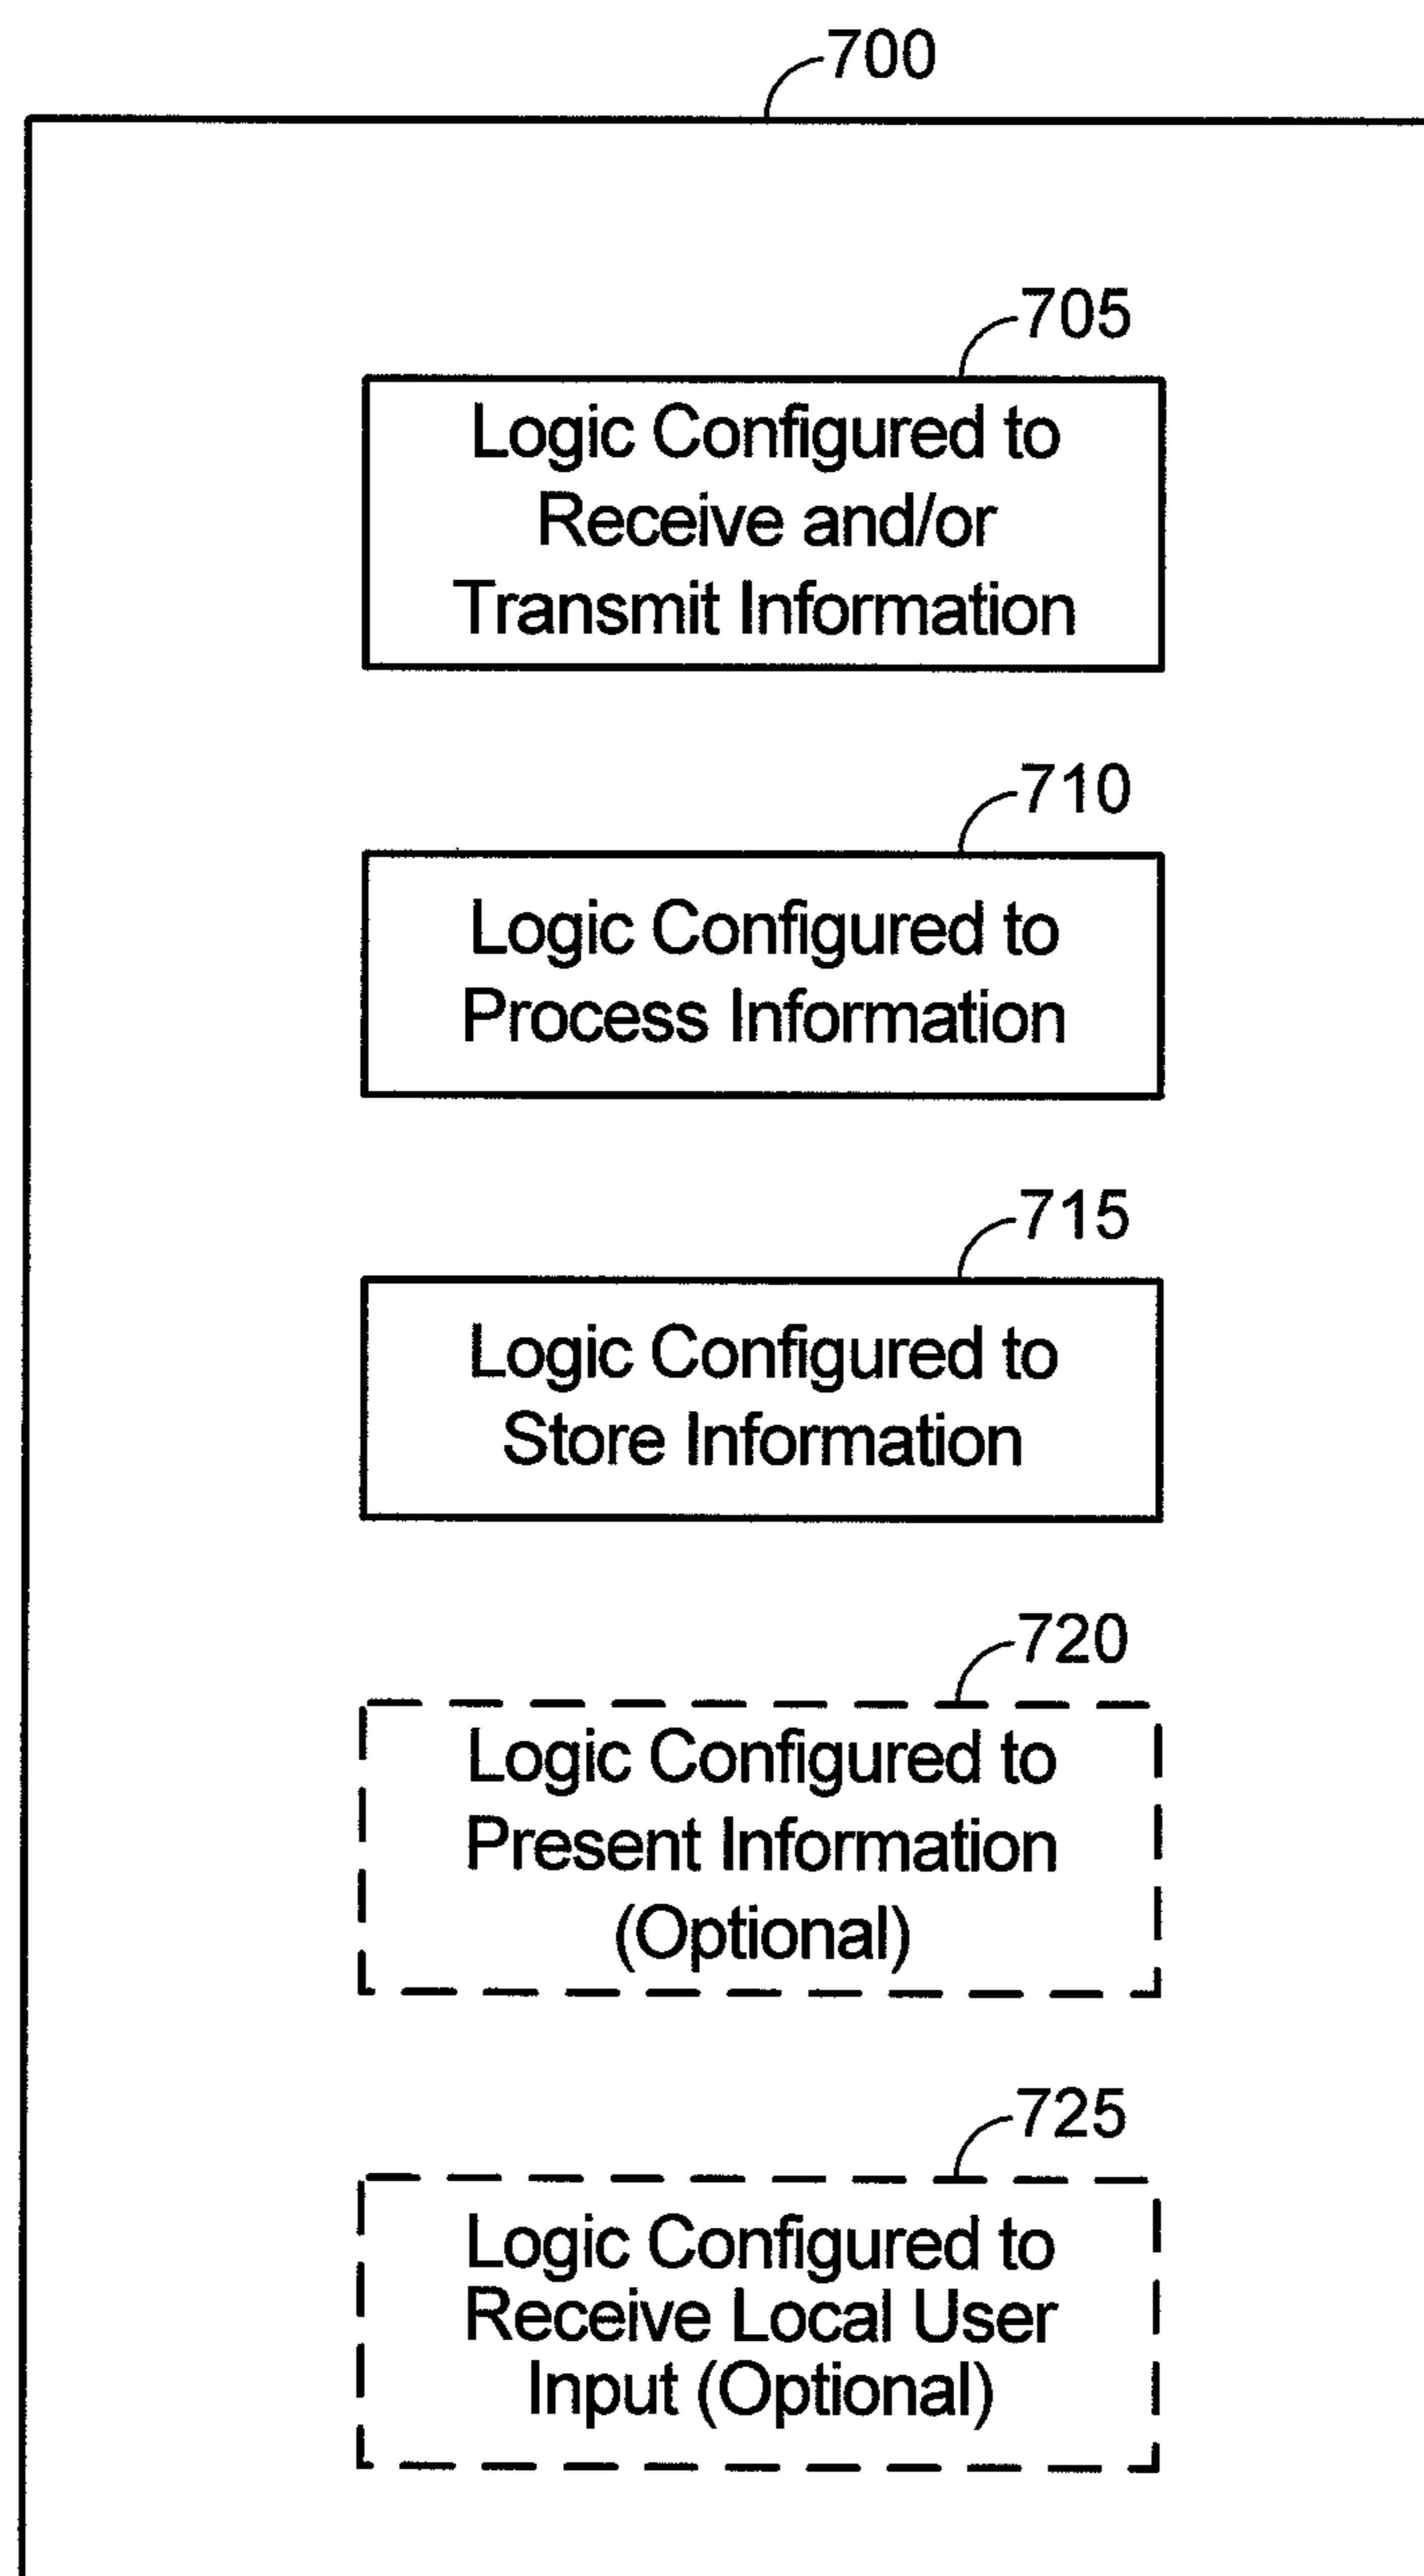 700
705
Logic Configured to
Receive and/or
Transmit Information
710
Logic Configured to
Process Information
715
Logic Configured to
Store Information
720
Logic Configured to
Present Information
(Optional)
725
Logic Configured to
Receive Local User
Input (Optional)